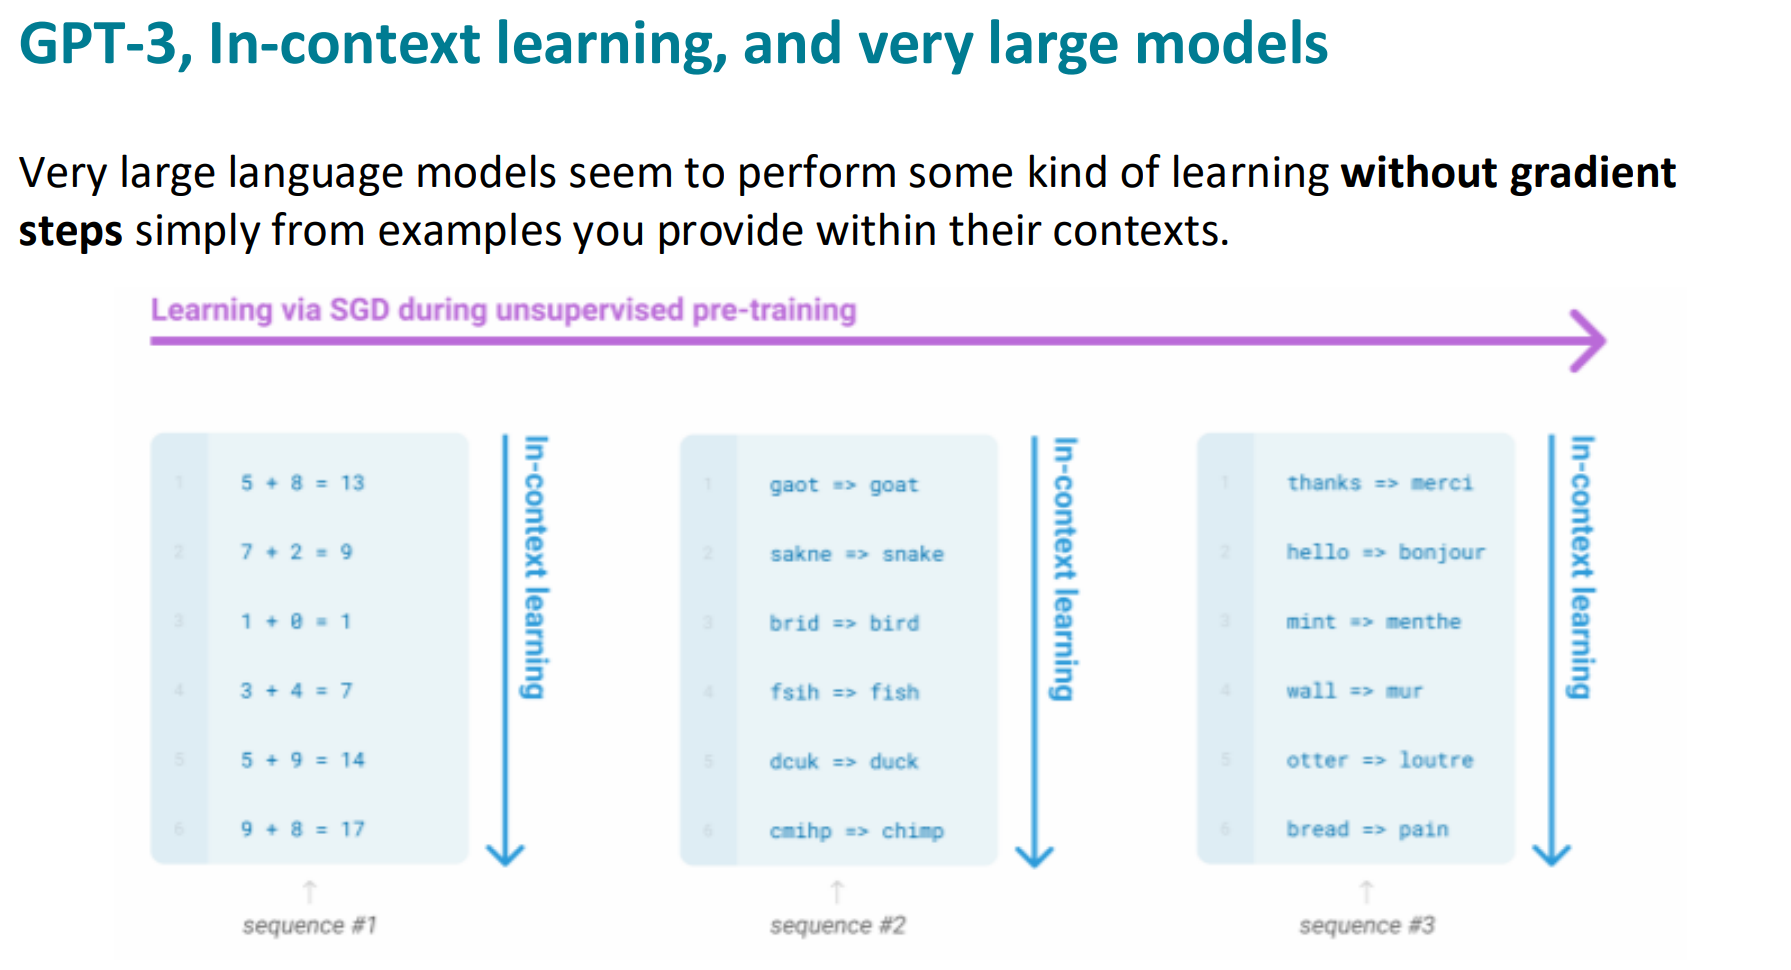 GPT-3, In-context learning, and very large models
Very large language models seem to perform some kind of learning without gradient
steps simply from examples you provide within their contexts.
Learning via SGD during unsupervised pre-training
1 5 + 8 = 13
2 7 + 2 = 9
3 1 + 0 = 1
4 3 + 4 = 7
5 5 + 9 = 14
6 9 + 8 = 17
In-context learning
sequence #1
1 gaot => goat
2 sakne => snake
3 brid => bird
4 fsih => fish
5 dcuk => duck
6 cmihp => chimp
In-context learning
sequence #2
1 thanks => merci
2 hello => bonjour
3 mint => menthe
4 wall => mur
5 otter => loutre
6 bread => pain
In-context learning
sequence #3